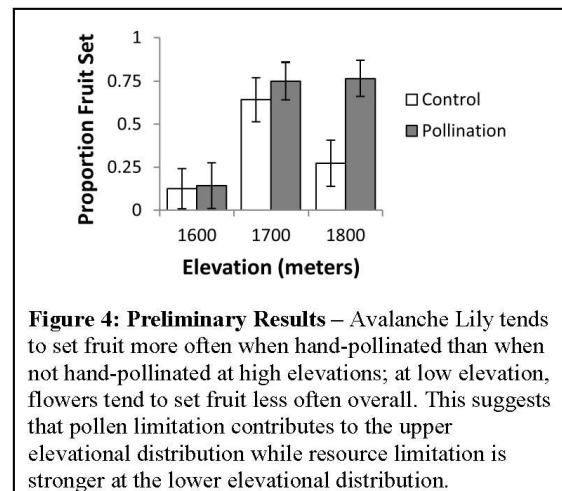 1
0.75
0.5
0.25
0
Proportion Fruit Set
Control
Pollination
1600 1700 1800
Elevation (meters)
Figure 4: Preliminary Results – Avalanche Lily tends
to set fruit more often when hand-pollinated than when
not hand-pollinated at high elevations; at low elevation,
flowers tend to set fruit less often overall. This suggests
that pollen limitation contributes to the upper
elevational distribution while resource limitation is
stronger at the lower elevational distribution.